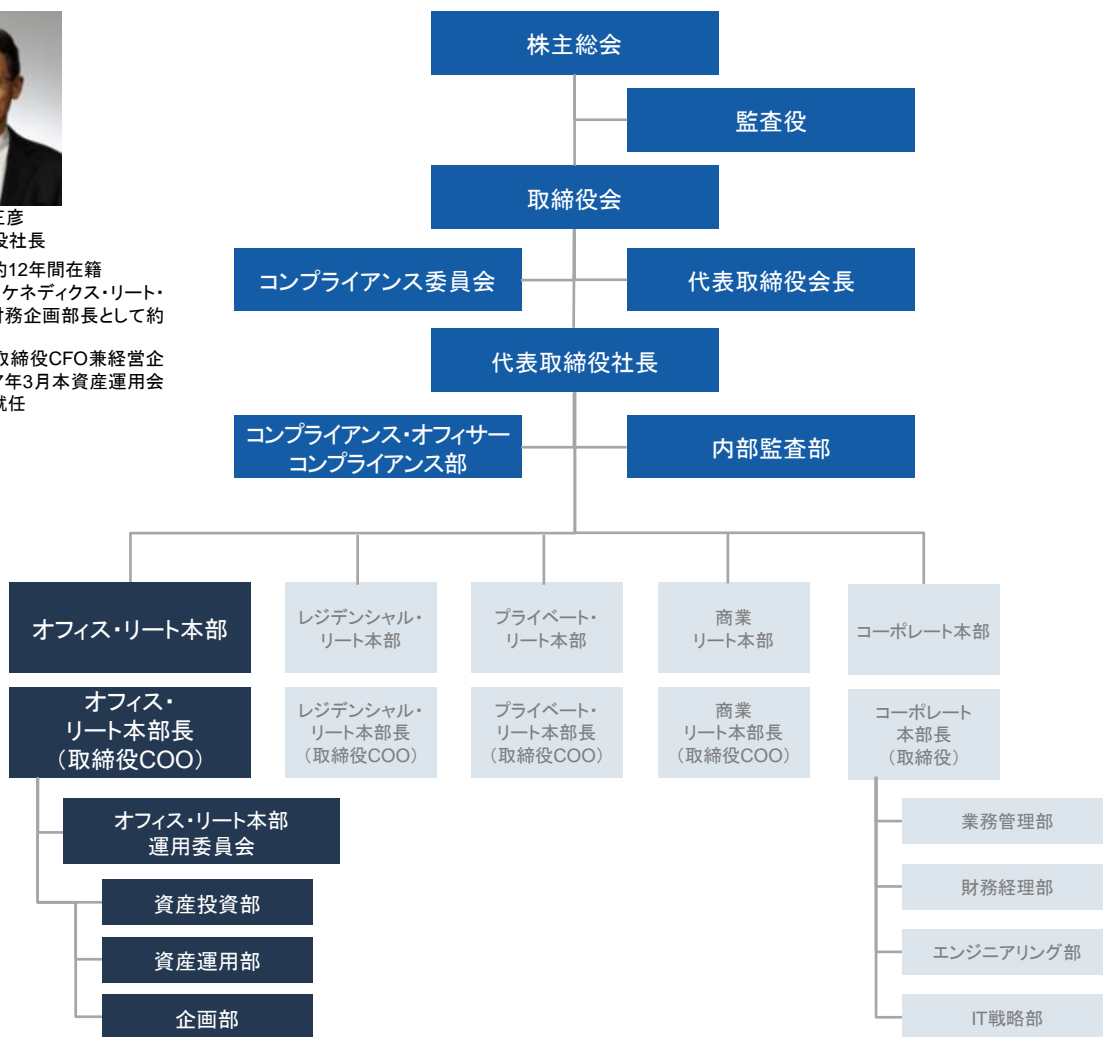 株主総会
監査役
取締役会
コンプライアンス委員会
代表取締役会長
代表取締役社長
コンプライアンス・オフィサー
コンプライアンス部
内部監査部
彦
役社長
約12年間在籍
ケネディクス・リート・
財務企画部長として約
取締役CFO兼経営企
7年3月本資産運用会
就任
オフィス・リート本部
レジデンシャル・
リート本部
プライベート・
リート本部
商業
リート本部
コーポレート本部
オフィス・
リート本部長
（取締役COO）
レジデンシャル・
リート本部長
（取締役COO）
プライベート・
リート本部長
（取締役COO）
商業
リート本部長
（取締役COO）
コーポレート
本部長
（取締役）
オフィス・リート本部
運用委員会
資産投資部
資産運用部
企画部
業務管理部
財務経理部
エンジニアリング部
IT戦略部